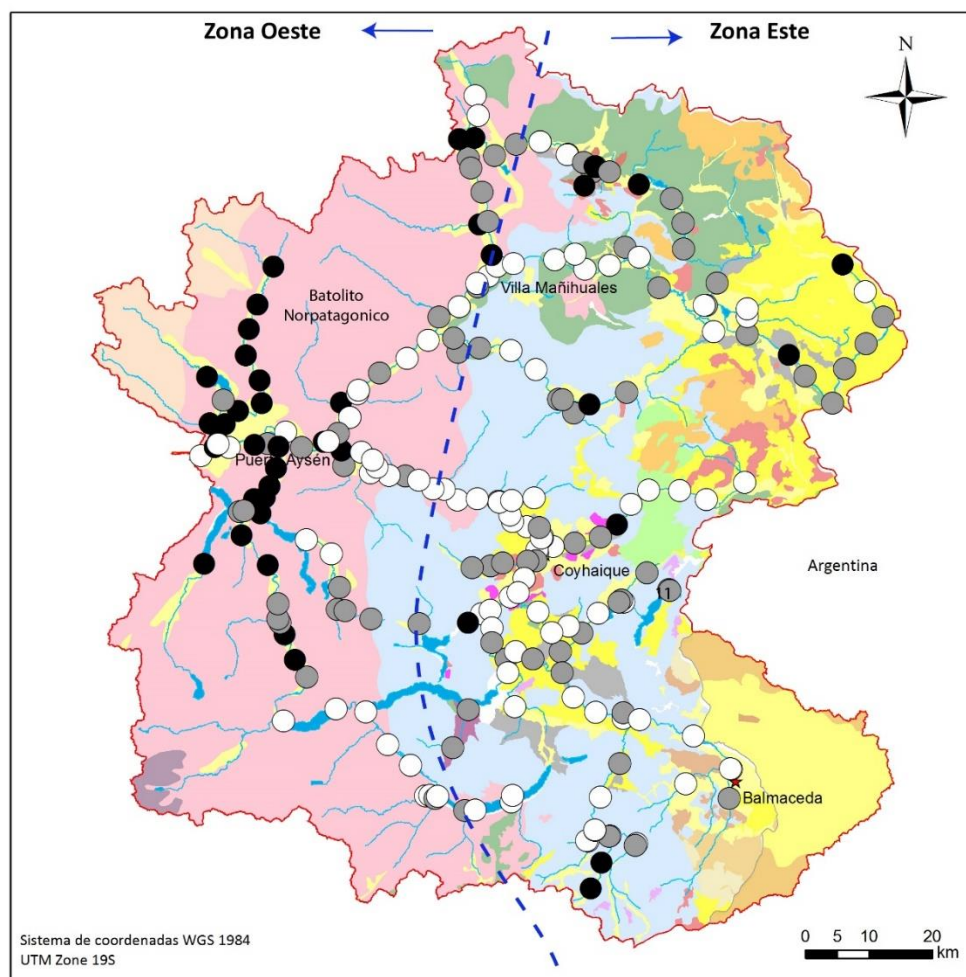 Zona Oeste
Zona Este
N
Villa Mañihuales
Batolito
Norpatagonico
Puerto Aysén
Coyhaique
Argentina
11
Balmaceda
Sistema de coordenadas WGS 1984
UTM Zone 19S
0 5 10 20
km